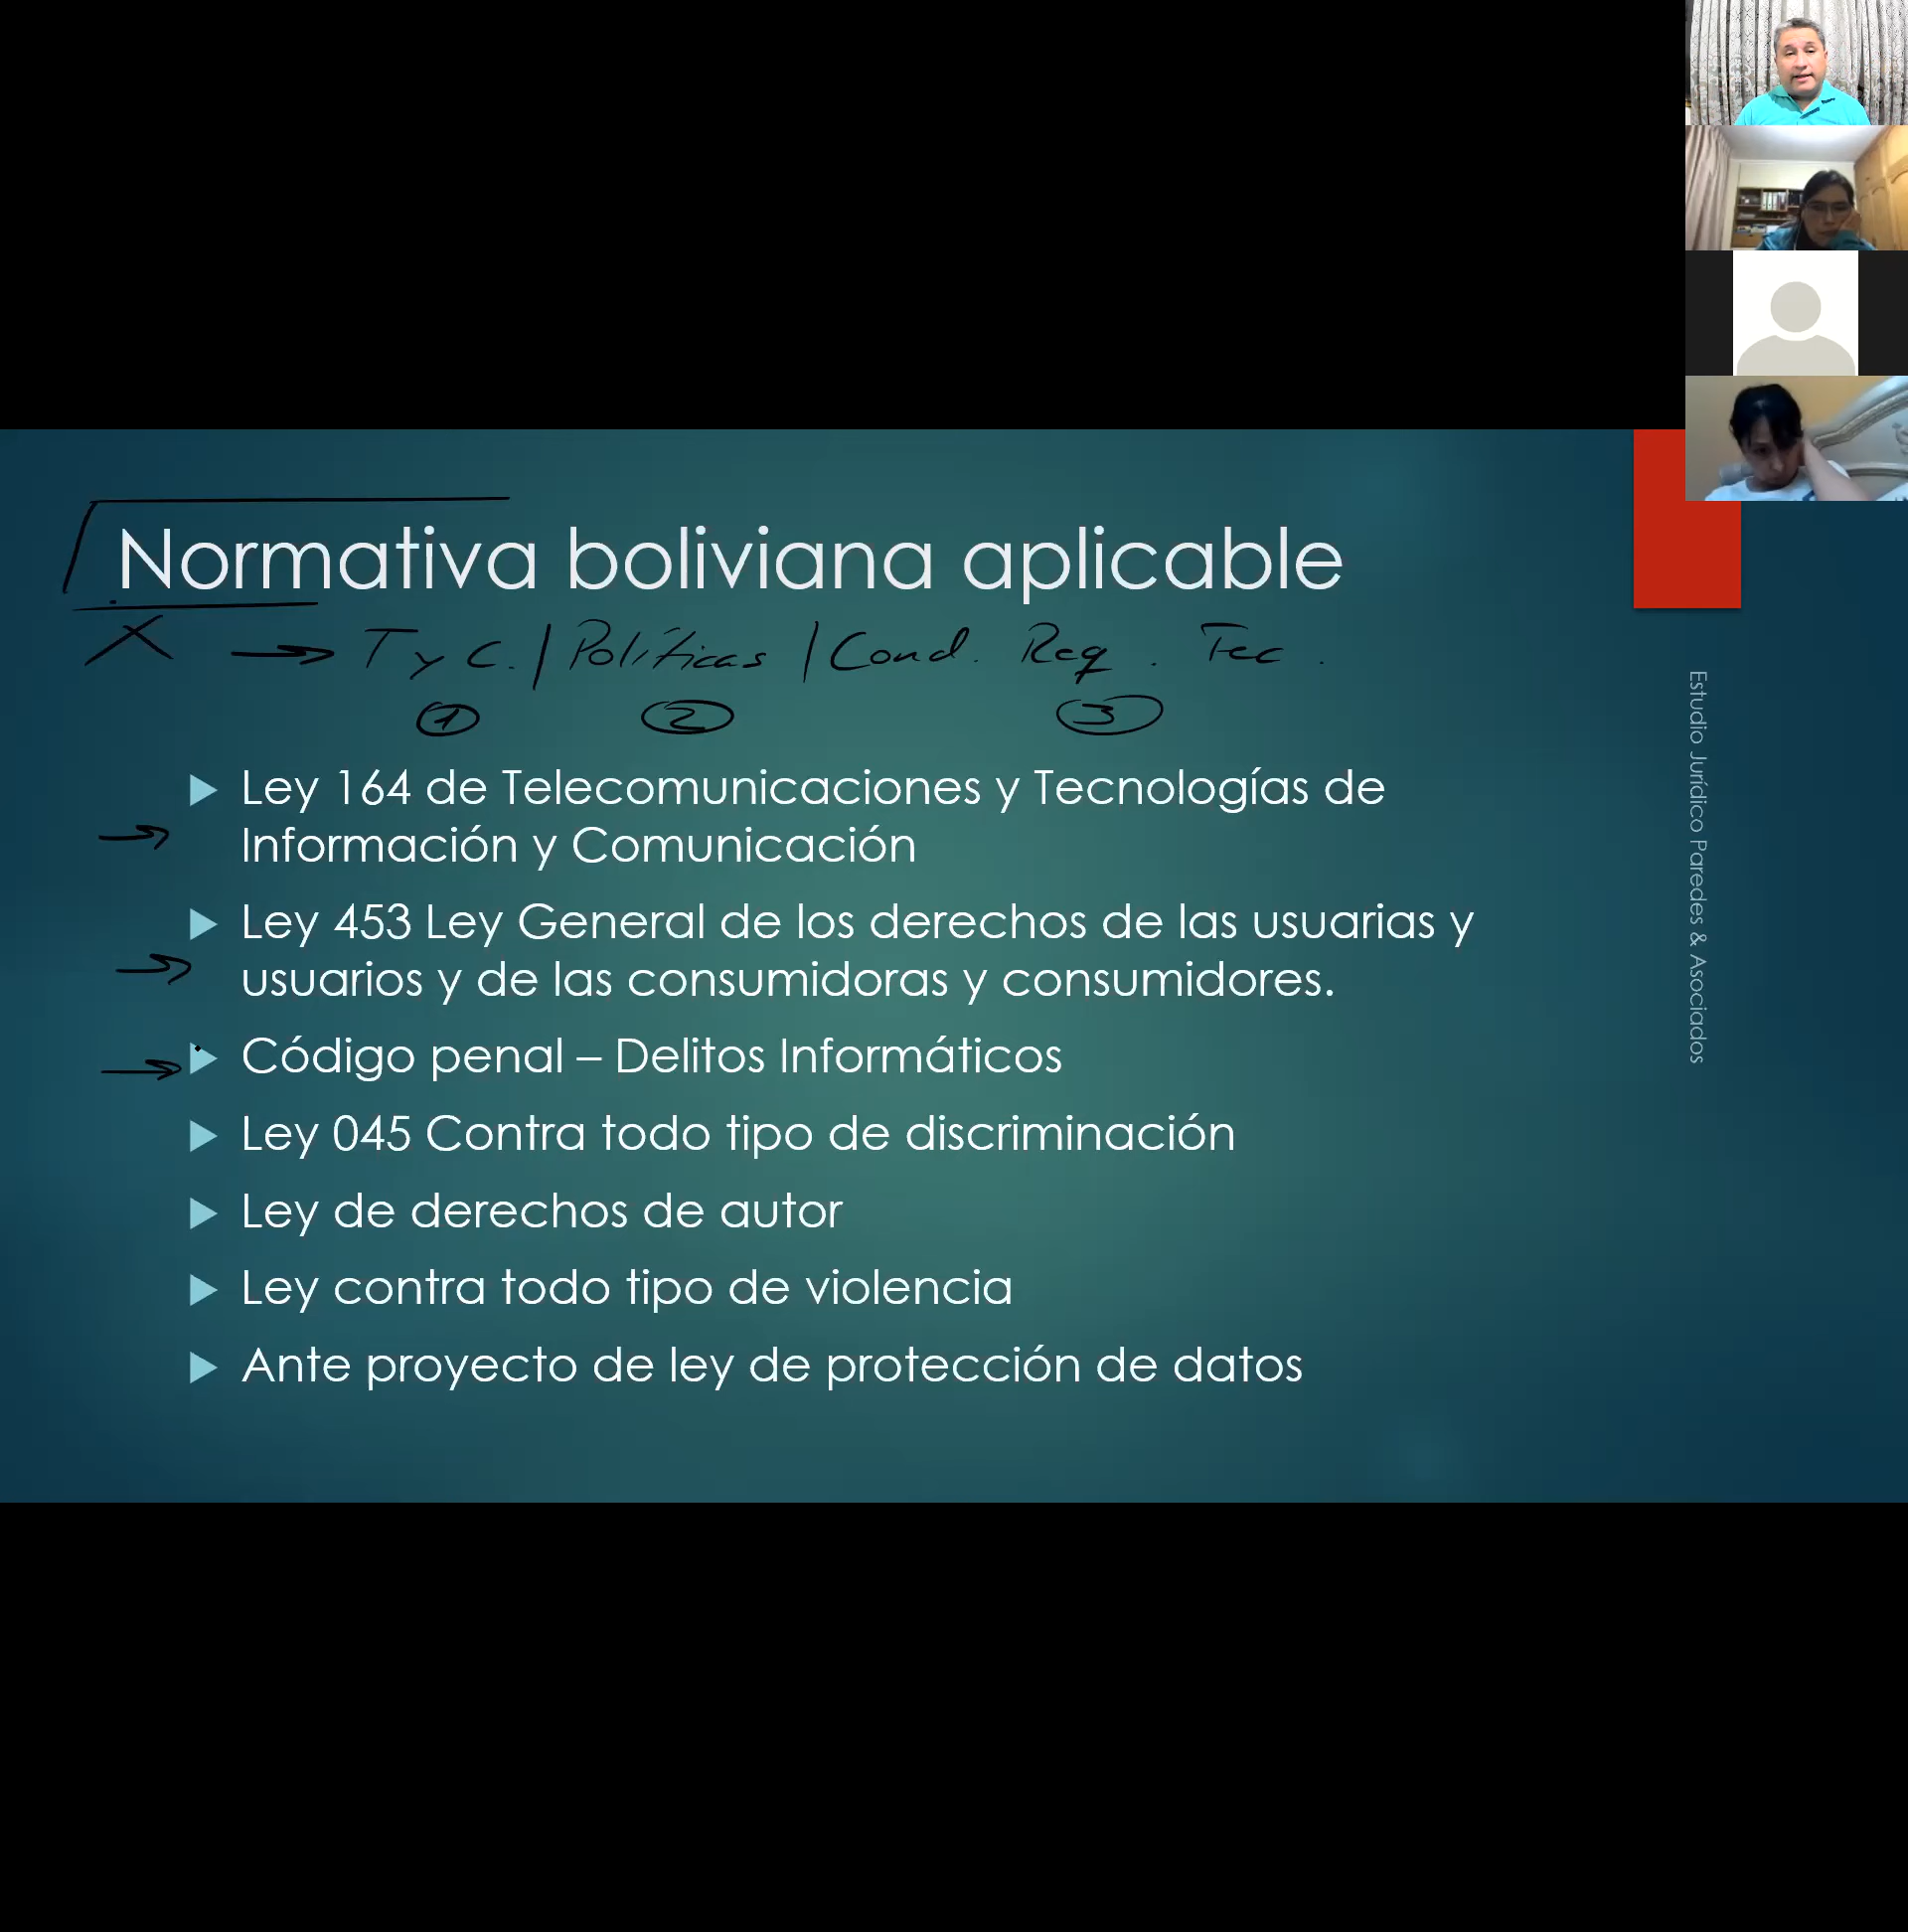 Normativa boliviana aplicable
X → T y C. / Políticas / Cond. Req. Tec.
1 2 3
Ley 164 de Telecomunicaciones y Tecnologías de
Información y Comunicación
Ley 453 Ley General de los derechos de las usuarias y
usuarios y de las consumidoras y consumidores.
Código penal – Delitos Informáticos
Ley 045 Contra todo tipo de discriminación
Ley de derechos de autor
Ley contra todo tipo de violencia
Ante proyecto de ley de protección de datos
Estudio Jurídico Paredes & Asociados